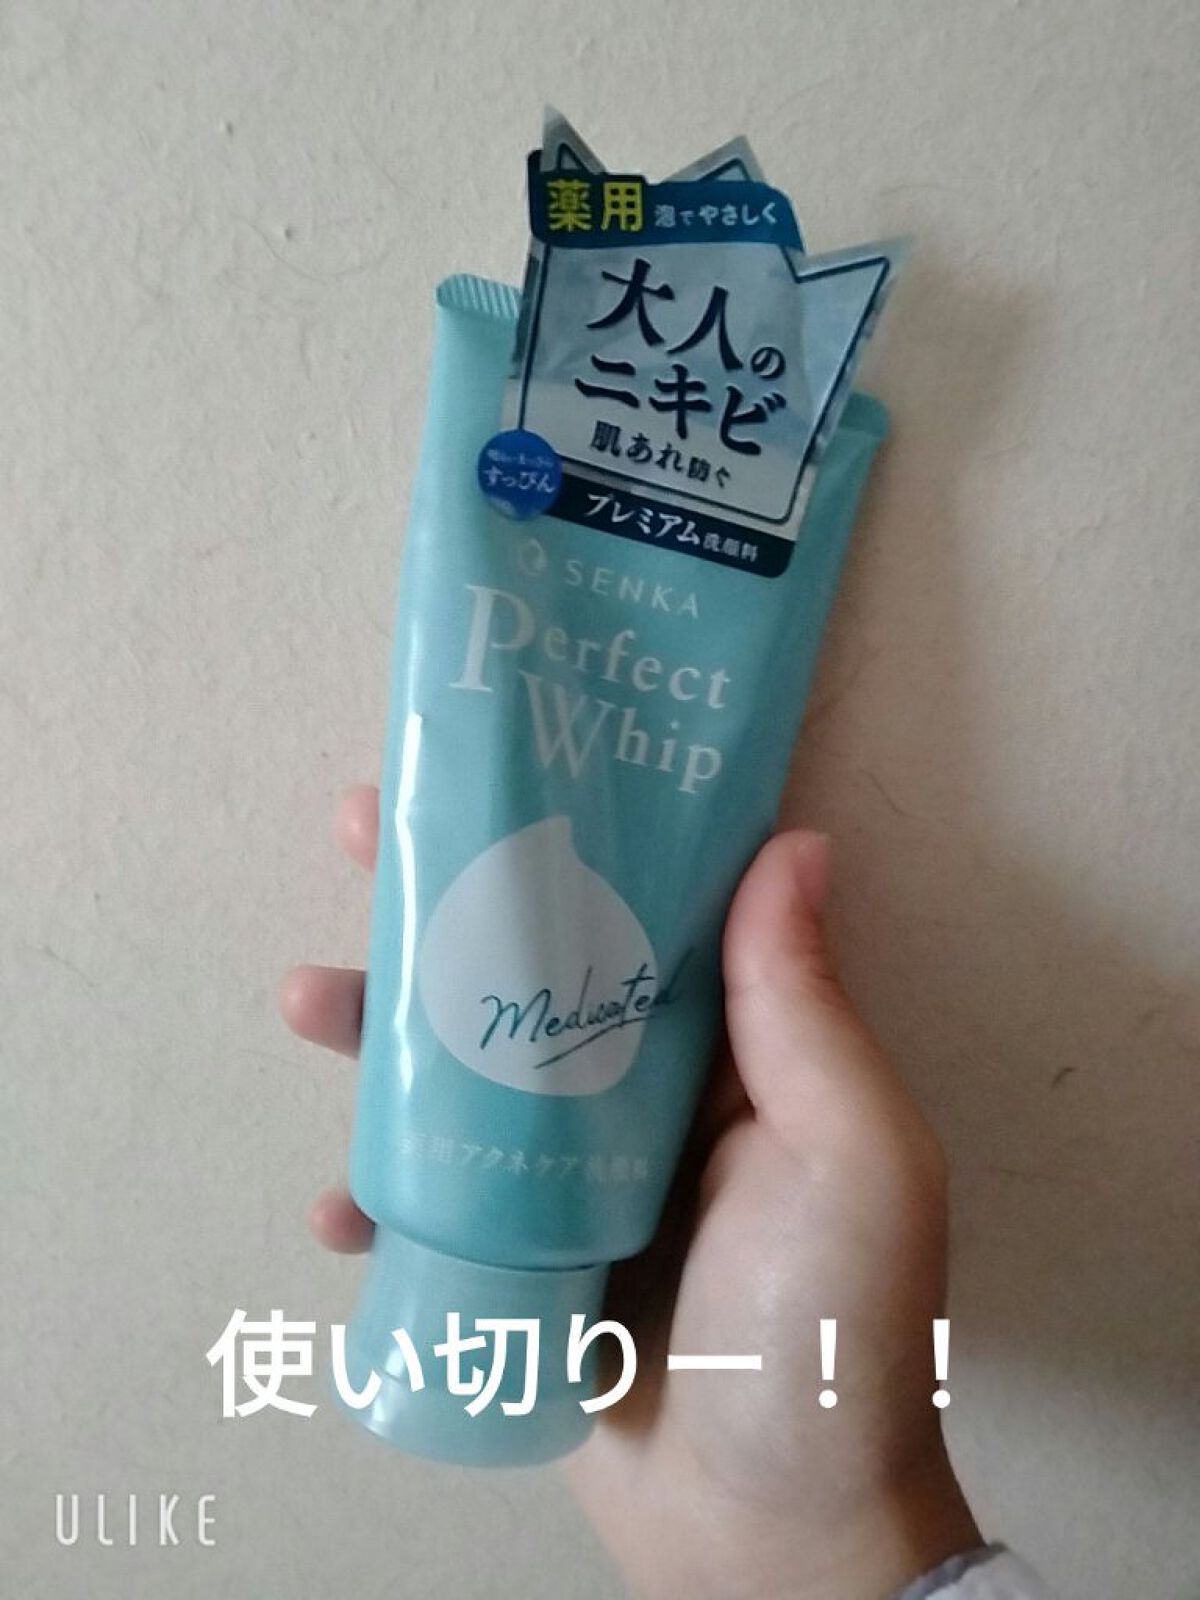 薬用 泡でやさしく
大人の
ニキビ
肌あれ防ぐ
すっぴん
プレミアム洗顔料
SENKA
Perfect
Whip
Medicated
薬用アクネケア洗顔料
使い切りー！！
ULIKE